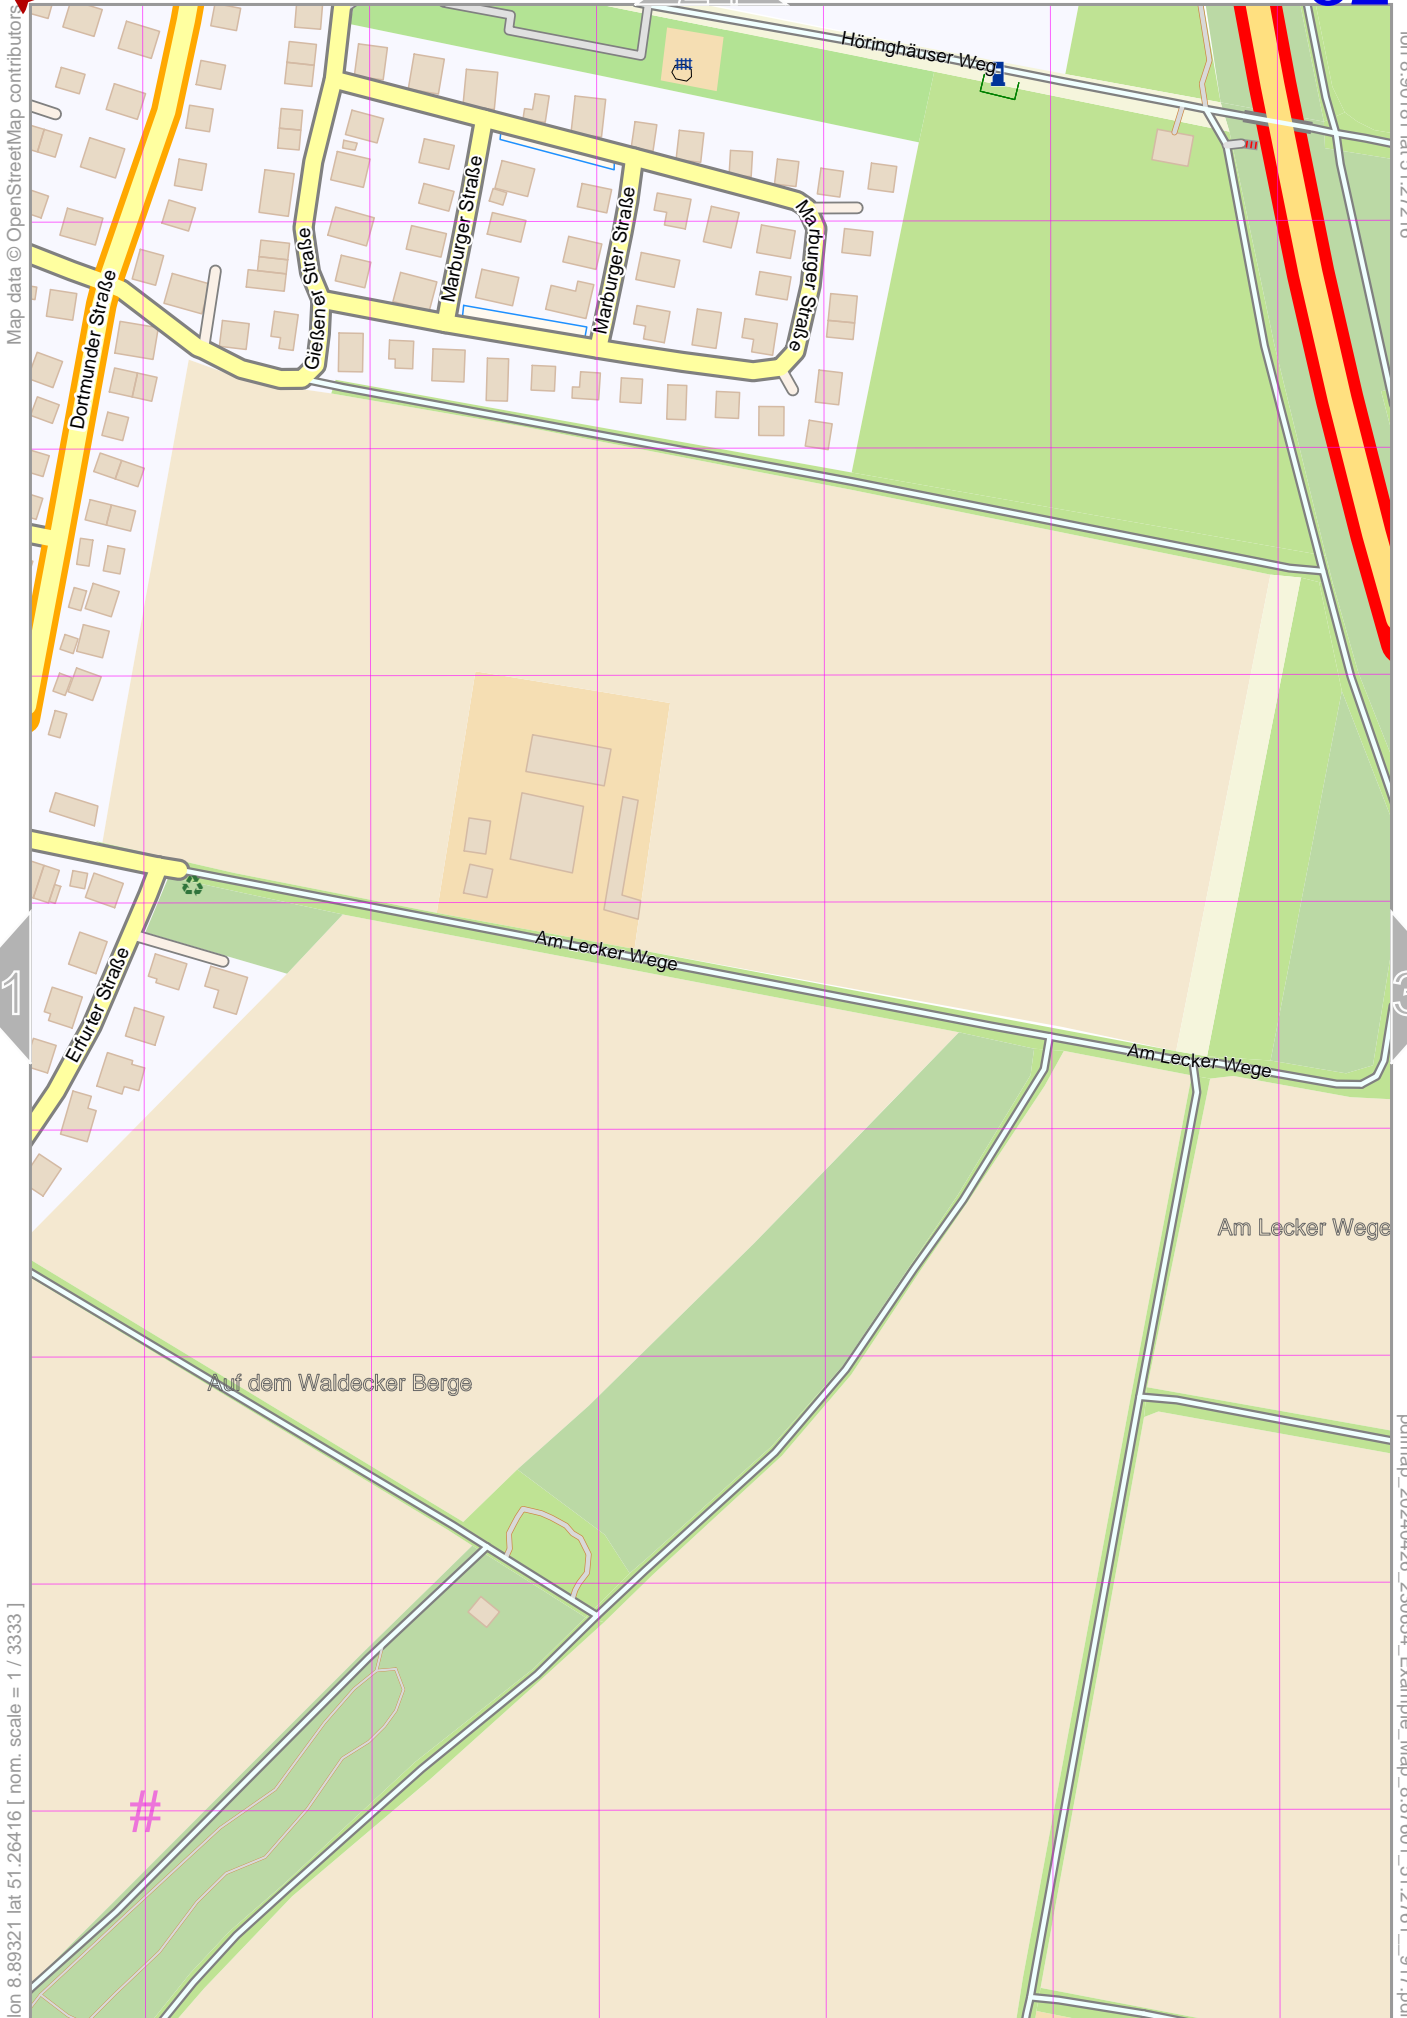 Höringhäuser Weg
Map data © OpenStreetMap contributors
Marburger Straße
Marburger Straße
Marburger Straße
Gießener Straße
Dortmunder Straße
Am Lecker Wege
Erfurter Straße
1
Am Lecker Wege
Am Lecker Wege
Auf dem Waldecker Berge
lon 8.89321 lat 51.26416 [ nom. scale = 1 / 3333 ]
#